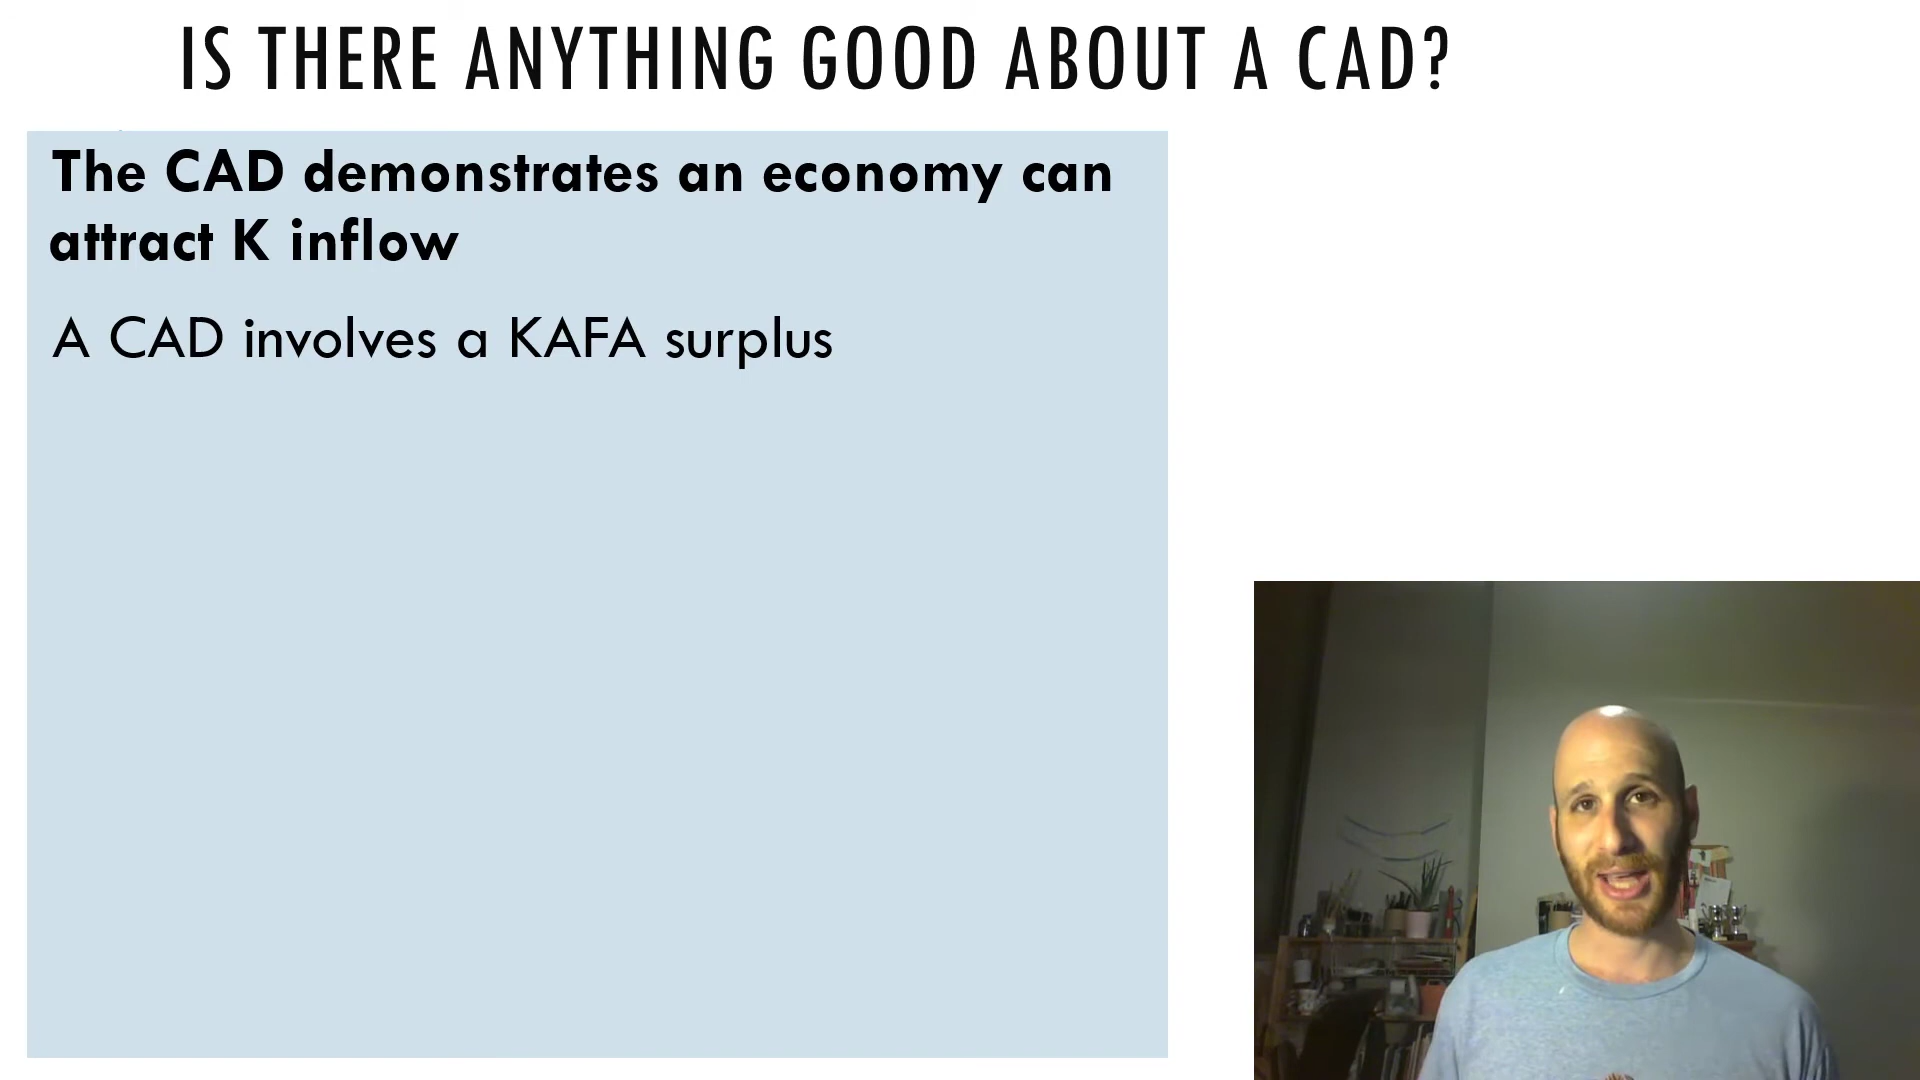 IS THERE ANYTHING GOOD ABOUT A CAD?
The CAD demonstrates an economy can
attract K inflow
A CAD involves a KAFA surplus